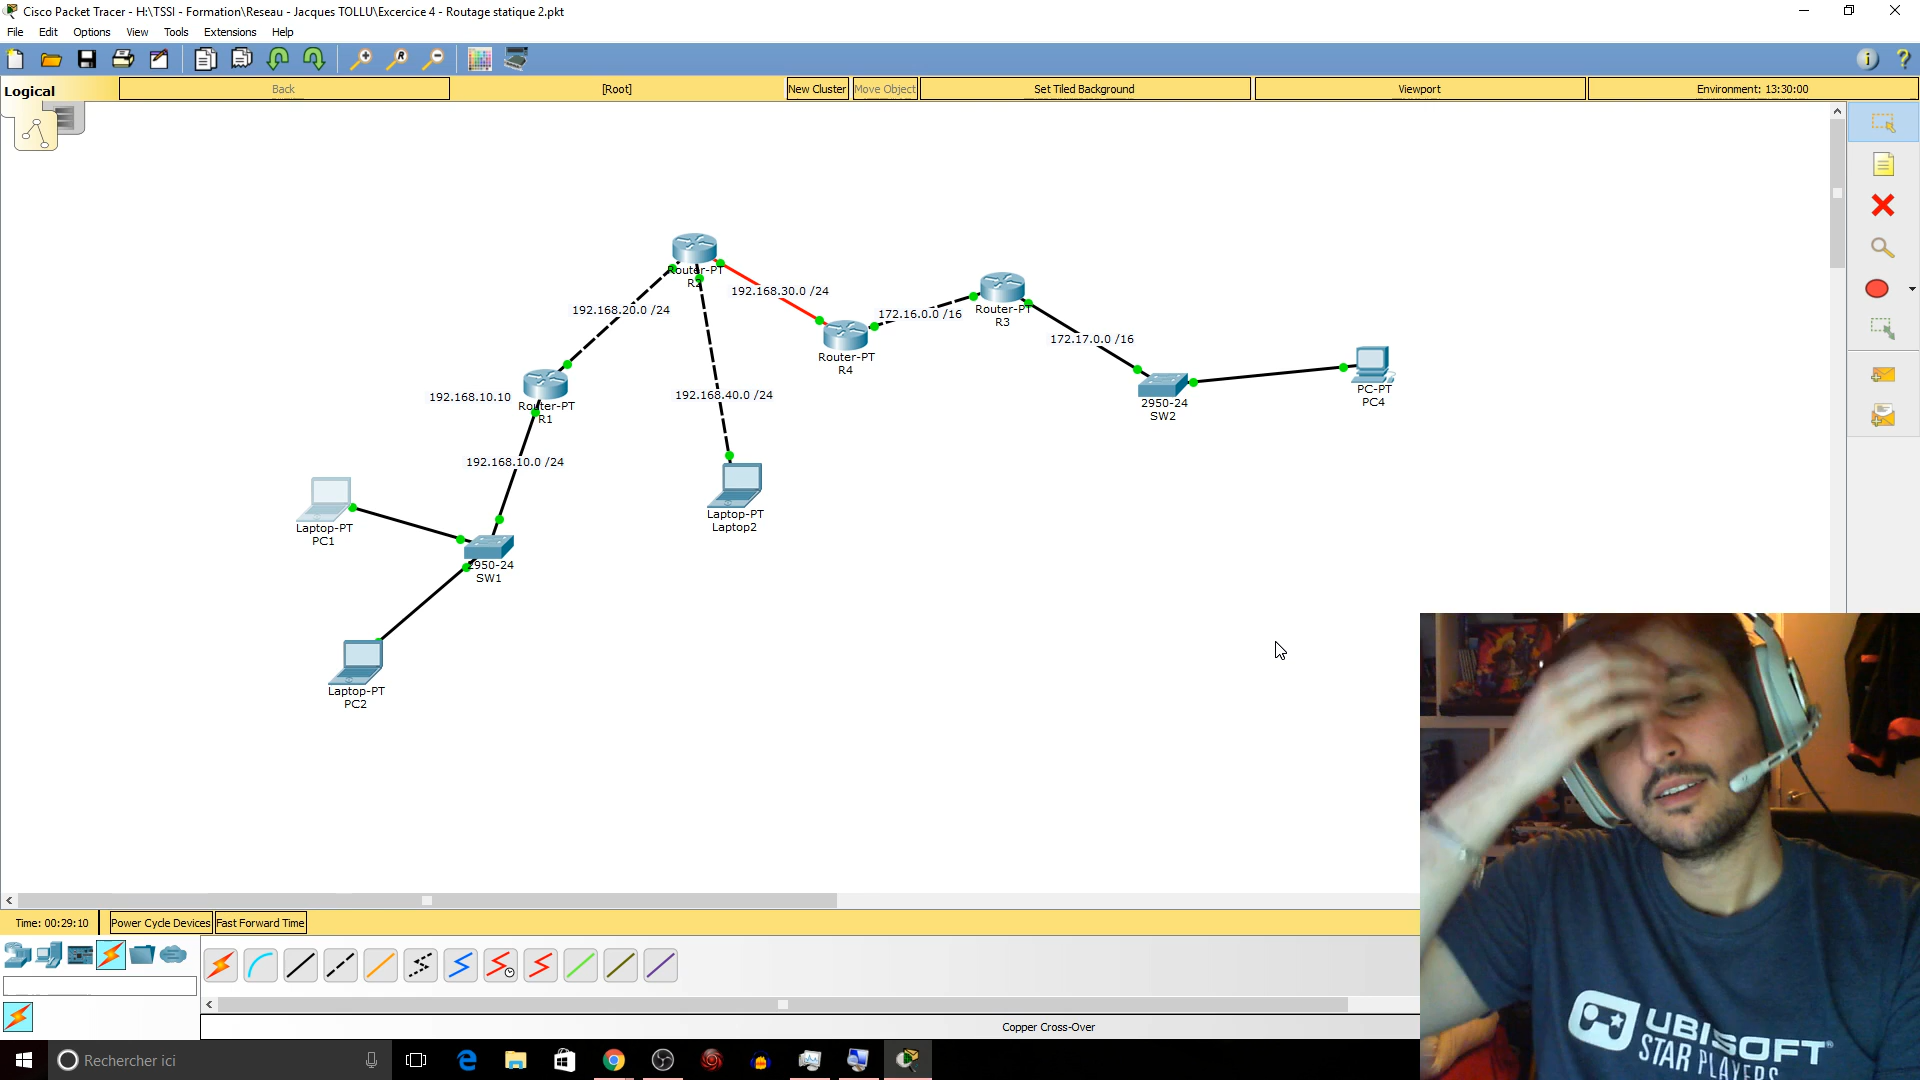 Cisco Packet Tracer - H:\TSSI - Formation\Reseau - Jacques TOLLU\Excercice 4 - Routage statique 2.pkt
File Edit Options View Tools Extensions Help
Logical
Back
[Root]
New Cluster
Move Object
Set Tiled Background
Viewport
Environment: 13:30:00
Router-PT
R2
192.168.30.0 /24
192.168.20.0 /24
172.16.0.0 /16
Router-PT
R3
172.17.0.0 /16
Router-PT
R4
192.168.10.10
Router-PT
R1
192.168.40.0 /24
2950-24
SW2
PC-PT
PC4
192.168.10.0 /24
Laptop-PT
PC1
Laptop-PT
Laptop2
2950-24
SW1
Laptop-PT
PC2
Time: 00:29:10
Power Cycle Devices
Fast Forward Time
Copper Cross-Over
Rechercher ici
UBISOFT
STAR PLAYERS